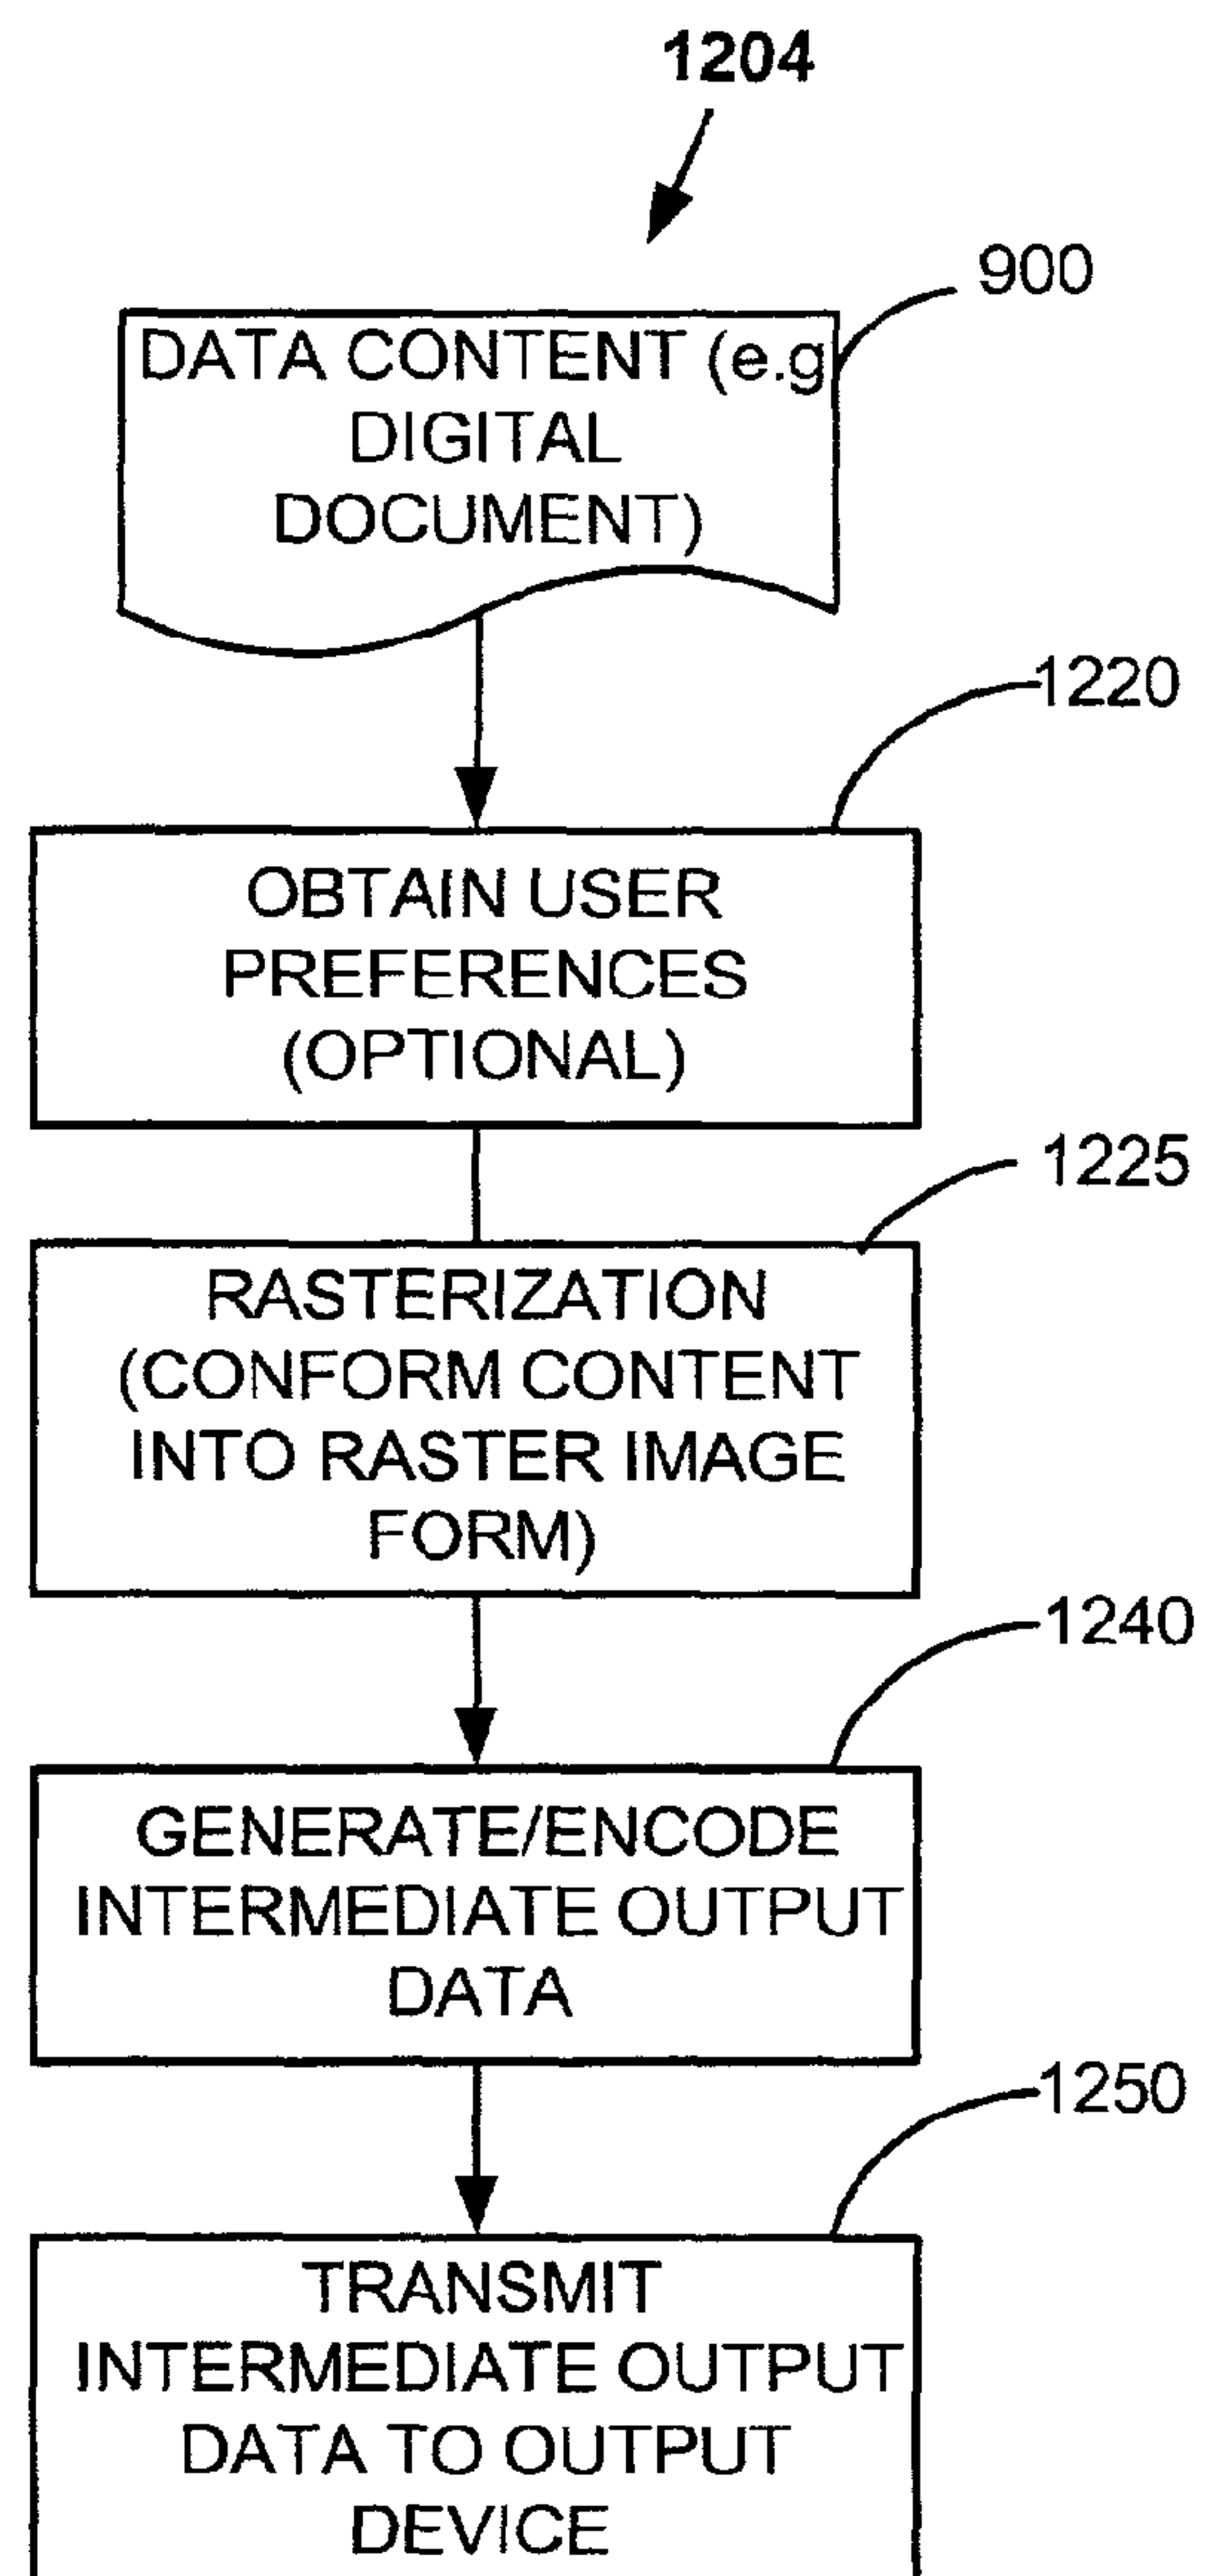 1204
900
DATA CONTENT (e.g
DIGITAL
DOCUMENT)
1220
OBTAIN USER
PREFERENCES
(OPTIONAL)
1225
RASTERIZATION
(CONFORM CONTENT
INTO RASTER IMAGE
FORM)
1240
GENERATE/ENCODE
INTERMEDIATE OUTPUT
DATA
1250
TRANSMIT
INTERMEDIATE OUTPUT
DATA TO OUTPUT
DEVICE